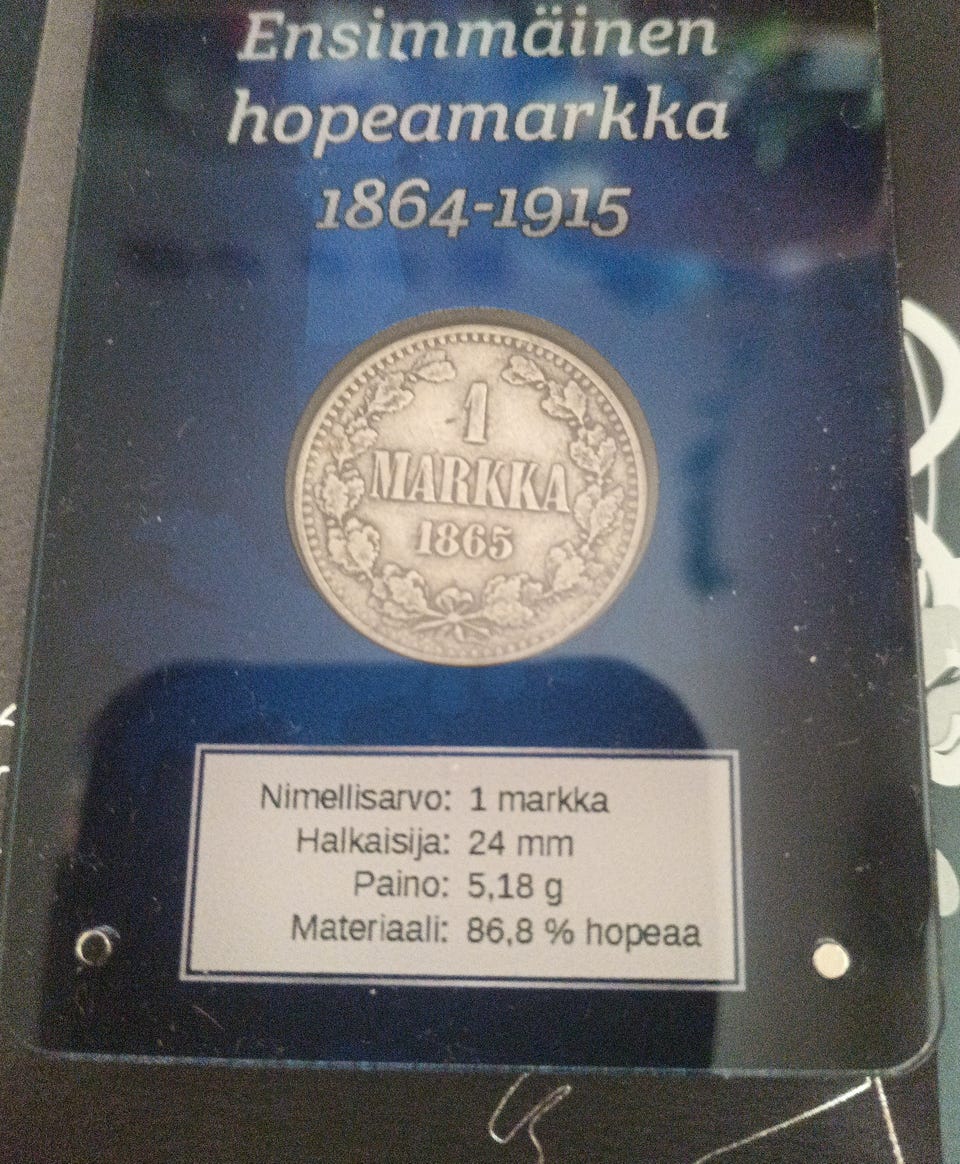 Ensimmäinen
hopeamarkka
1864-1915
1
MARKKA
1865
Nimellisarvo: 1 markka
Halkaisija: 24 mm
Paino: 5,18 g
Materiaali: 86,8 % hopeaa